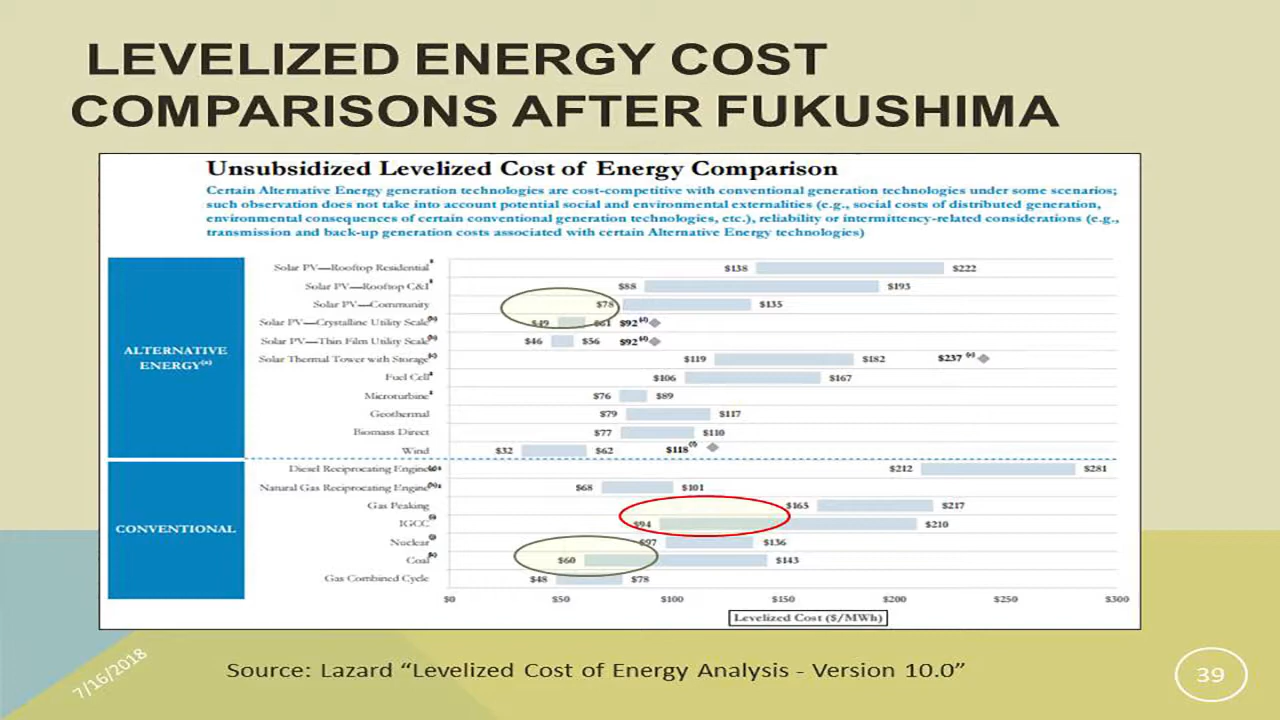 LEVELIZED ENERGY COST
COMPARISONS AFTER FUKUSHIMA
Unsubsidized Levelized Cost of Energy Comparison
Certain Alternative Energy generation technologies are cost-competitive with conventional generation technologies under some scenarios;
such observation does not take into account potential social and environmental externalities (e.g., social costs of distributed generation,
environmental consequences of certain conventional generation technologies, etc.), reliability or intermittency-related considerations (e.g.,
transmission and back-up generation costs associated with certain Alternative Energy technologies)
ALTERNATIVE
ENERGY(a)
Solar PV—Rooftop Residential‡ $138 $222
Solar PV—Rooftop C&I‡ $88 $193
Solar PV—Community $78 $135
Solar PV—Crystalline Utility Scale(b) $49 $61 $92(d)
Solar PV—Thin Film Utility Scale(b) $46 $56 $92(d)
Solar Thermal Tower with Storage(c) $119 $182 $237(e)
Fuel Cell‡ $106 $167
Microturbine‡ $76 $89
Geothermal $79 $117
Biomass Direct $77 $110
Wind $32 $62 $118(f)
CONVENTIONAL
Diesel Reciprocating Engine $212 $281
Natural Gas Reciprocating Engine $68 $101
Gas Peaking $165 $217
IGCC $94 $210
Nuclear $97 $136
Coal $60 $143
Gas Combined Cycle $48 $78
$0 $50 $100 $150 $200 $250 $300
Levelized Cost ($/MWh)
7/16/2018
Source: Lazard “Levelized Cost of Energy Analysis - Version 10.0”
39